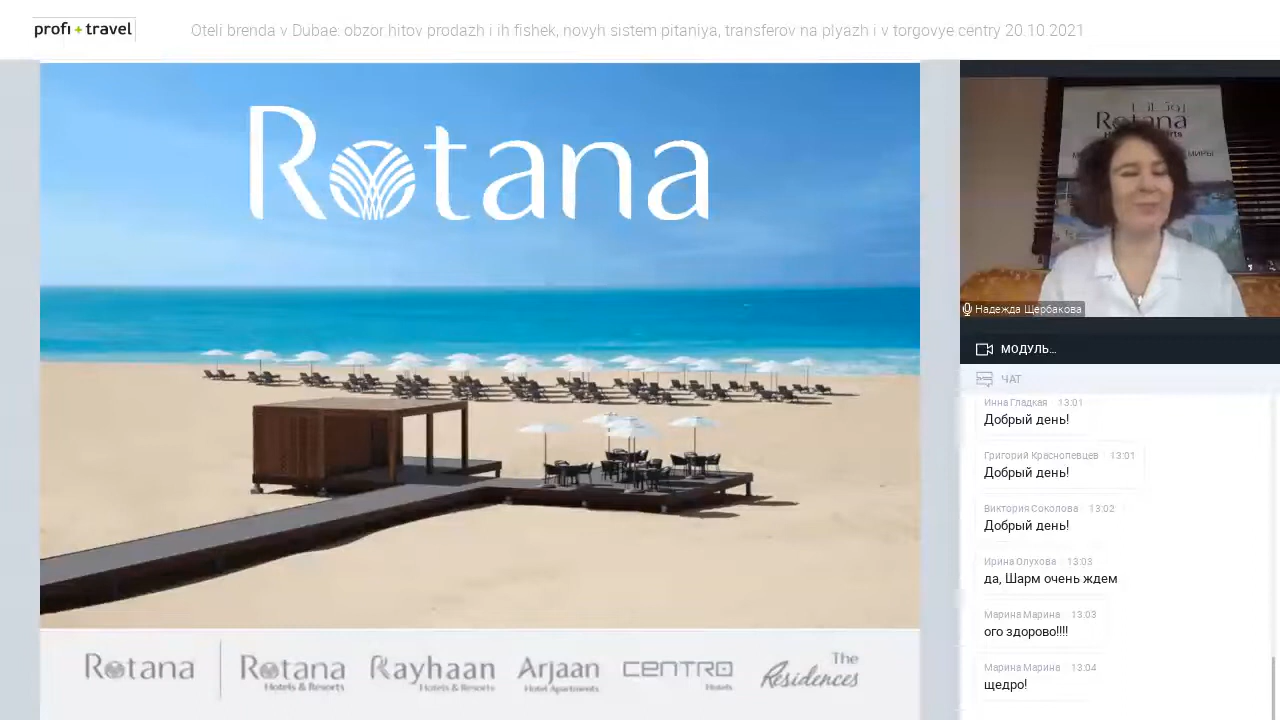 profi + travel
Oteli brenda v Dubae: obzor hitov prodazh i ih fishek, novyh sistem pitaniya, transferov na plyazh i v torgovye centry 20.10.2021
Rotana
Rotana
Надежда Щербакова
МОДУЛЬ...
ЧАТ
Инна Гладкая 13:01
Добрый день!
Григорий Краснопевцев 13:01
Добрый день!
Виктория Соколова 13:02
Добрый день!
Ирина Олухова 13:03
да, Шарм очень ждем
Марина Марина 13:03
ого здорово!!!!
Марина Марина 13:04
щедро!
Rotana
Rotana
Hotels & Resorts
Rayhaan
Hotels & Resorts
Arjaan
Hotel Apartments
CENTRO
Hotels
The
Residences